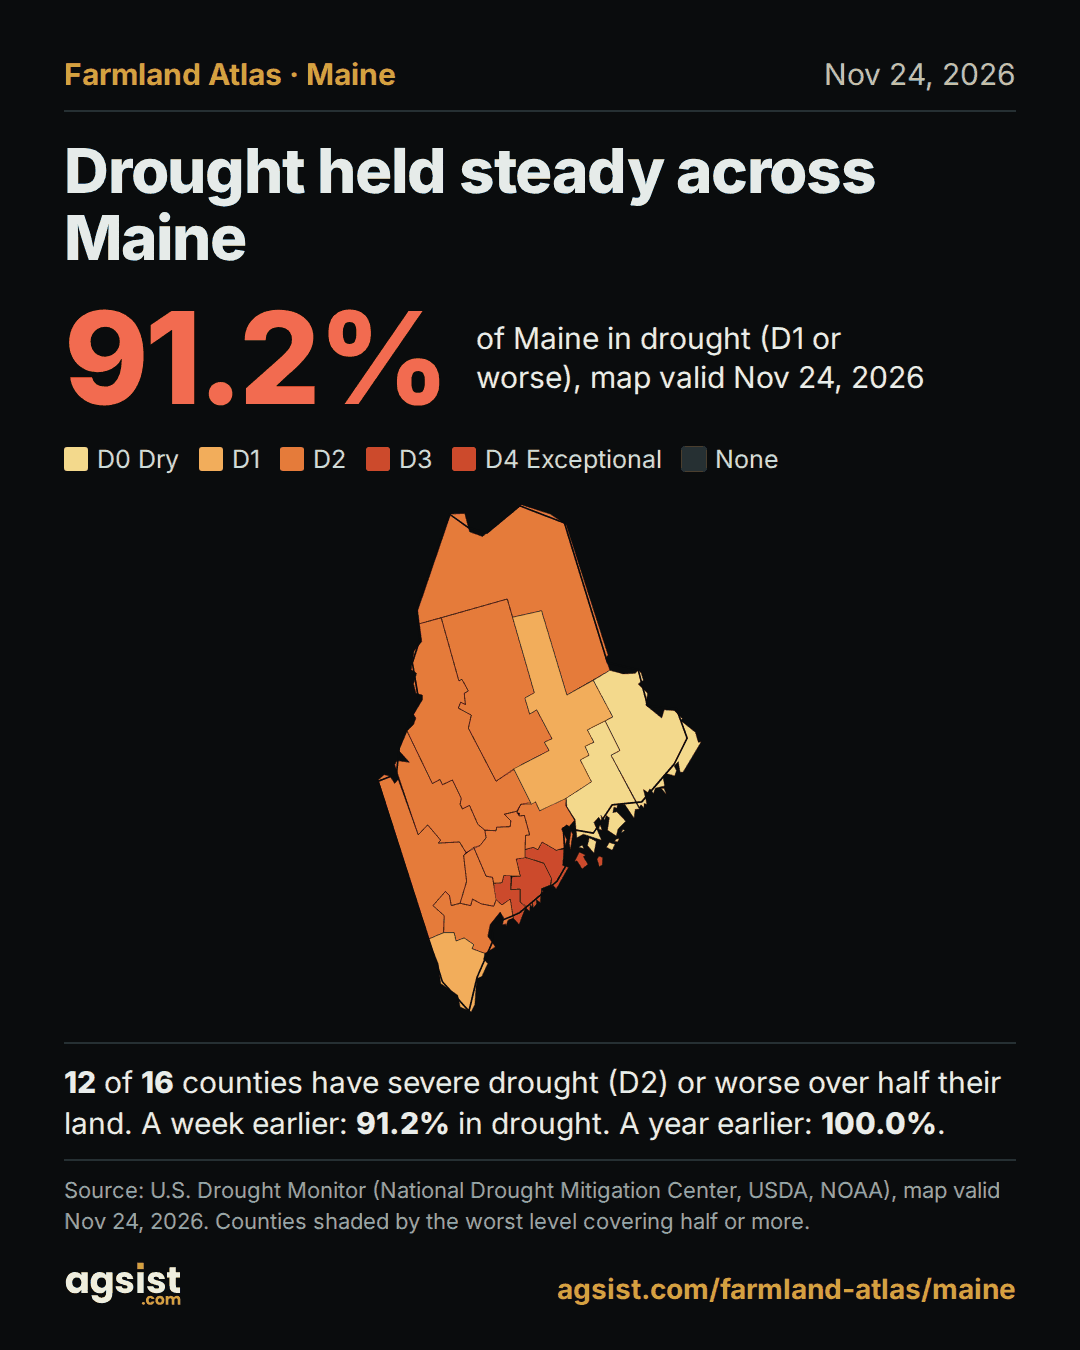 Farmland Atlas · Maine
Nov 24, 2026
Drought held steady across
Maine
91.2%
of Maine in drought (D1 or
worse), map valid Nov 24, 2026
D0 Dry D1 D2 D3 D4 Exceptional None
12 of 16 counties have severe drought (D2) or worse over half their
land. A week earlier: 91.2% in drought. A year earlier: 100.0%.
Source: U.S. Drought Monitor (National Drought Mitigation Center, USDA, NOAA), map valid
Nov 24, 2026. Counties shaded by the worst level covering half or more.
agsist
.com
agsist.com/farmland-atlas/maine